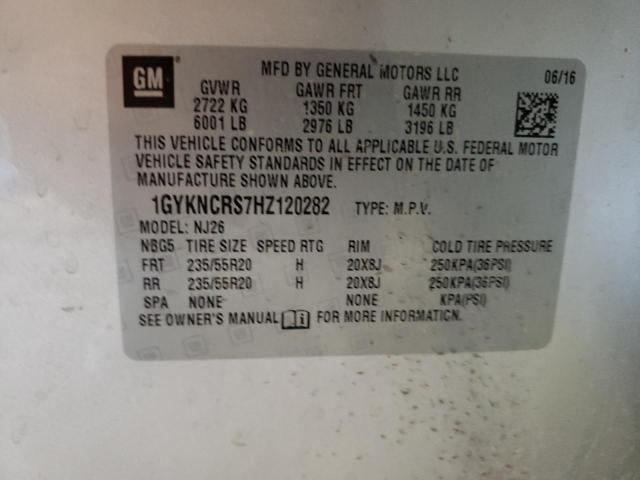 GM
MFD BY GENERAL MOTORS LLC 06/16
GVWR GAWR FRT GAWR RR
2722 KG 1350 KG 1450 KG
6001 LB 2976 LB 3196 LB
THIS VEHICLE CONFORMS TO ALL APPLICABLE U.S. FEDERAL MOTOR
VEHICLE SAFETY STANDARDS IN EFFECT ON THE DATE OF
MANUFACTURE SHOWN ABOVE.
1GYKNCRS7HZ120282 TYPE: M.P.V.
MODEL: NJ26
NBG5 TIRE SIZE SPEED RTG RIM COLD TIRE PRESSURE
FRT 235/55R20 H 20X8J 250KPA(36PSI)
RR 235/55R20 H 20X8J 250KPA(36PSI)
SPA NONE NONE KPA(PSI)
SEE OWNER'S MANUAL FOR MORE INFORMATION.